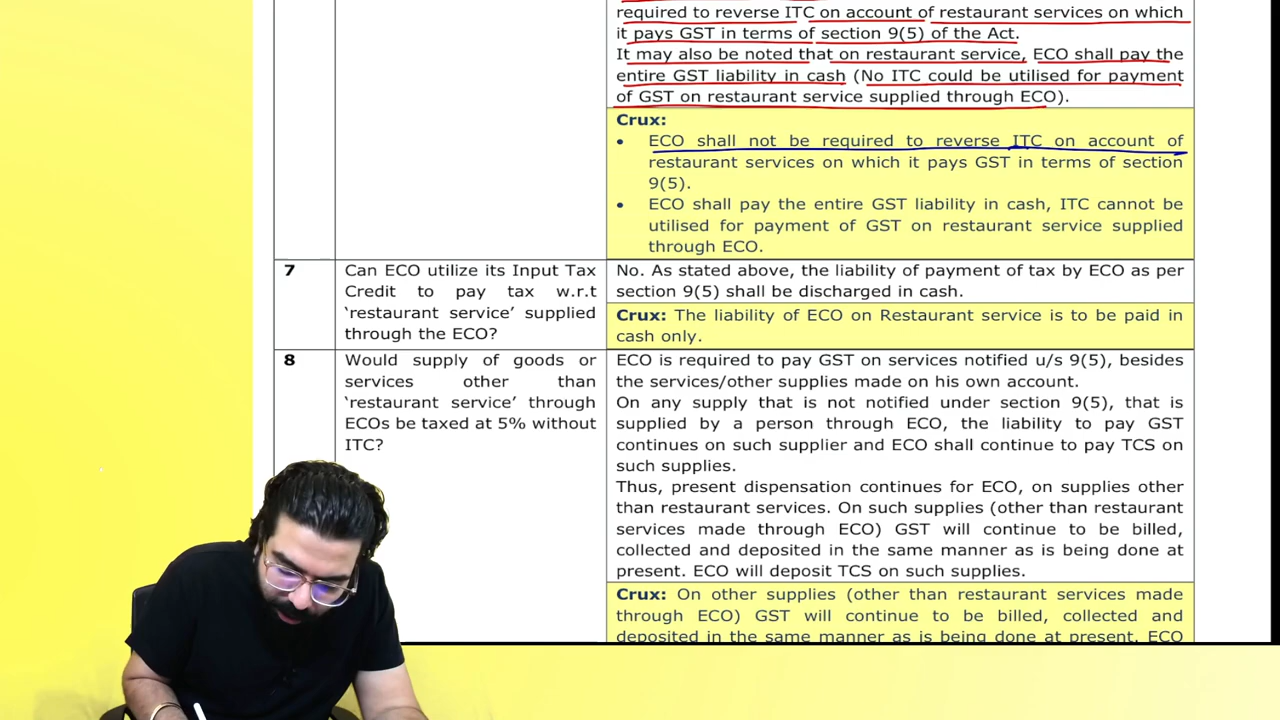 required to reverse ITC on account of restaurant services on which
it pays GST in terms of section 9(5) of the Act.
It may also be noted that on restaurant service, ECO shall pay the
entire GST liability in cash (No ITC could be utilised for payment
of GST on restaurant service supplied through ECO).
Crux:
• ECO shall not be required to reverse ITC on account of
restaurant services on which it pays GST in terms of section
9(5).
• ECO shall pay the entire GST liability in cash, ITC cannot be
utilised for payment of GST on restaurant service supplied
through ECO.
7
Can ECO utilize its Input Tax
Credit to pay tax w.r.t
‘restaurant service’ supplied
through the ECO?
No. As stated above, the liability of payment of tax by ECO as per
section 9(5) shall be discharged in cash.
Crux: The liability of ECO on Restaurant service is to be paid in
cash only.
8
Would supply of goods or
services other than
‘restaurant service’ through
ECOs be taxed at 5% without
ITC?
ECO is required to pay GST on services notified u/s 9(5), besides
the services/other supplies made on his own account.
On any supply that is not notified under section 9(5), that is
supplied by a person through ECO, the liability to pay GST
continues on such supplier and ECO shall continue to pay TCS on
such supplies.
Thus, present dispensation continues for ECO, on supplies other
than restaurant services. On such supplies (other than restaurant
services made through ECO) GST will continue to be billed,
collected and deposited in the same manner as is being done at
present. ECO will deposit TCS on such supplies.
Crux: On other supplies (other than restaurant services made
through ECO) GST will continue to be billed, collected and
deposited in the same manner as is being done at present. ECO